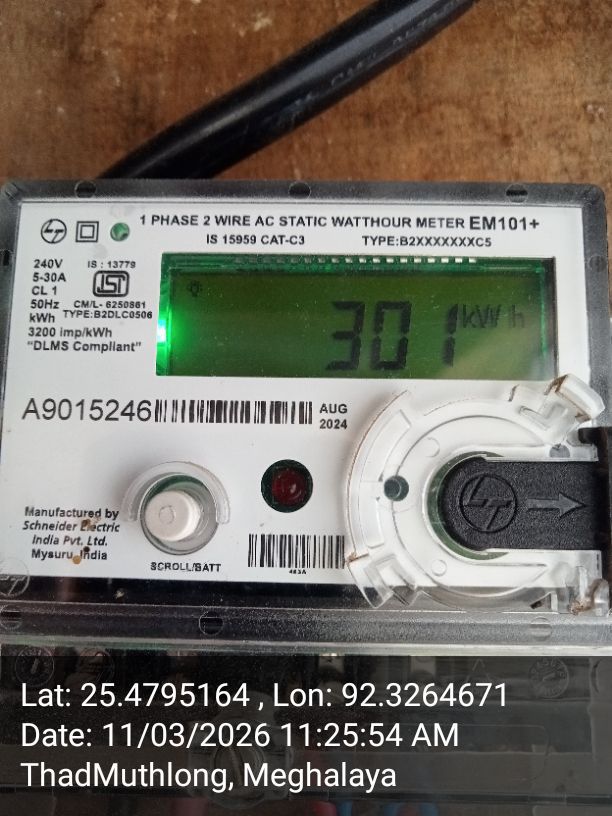 1 PHASE 2 WIRE AC STATIC WATTHOUR METER EM101+
IS 15959 CAT-C3 TYPE:B2XXXXXXXC5
240V
5-30A
CL 1
50Hz
kWh
3200 imp/kWh
"DLMS Compliant"
IS : 13779
ISI
CM/L- 6250861
TYPE:B2DLC0506
301 kWh
A9015246
AUG
2024
Manufactured by
Schneider Electric
India Pvt. Ltd.
Mysuru, India
SCROLL/BATT
483A
Lat: 25.4795164 , Lon: 92.3264671
Date: 11/03/2026 11:25:54 AM
ThadMuthlong, Meghalaya